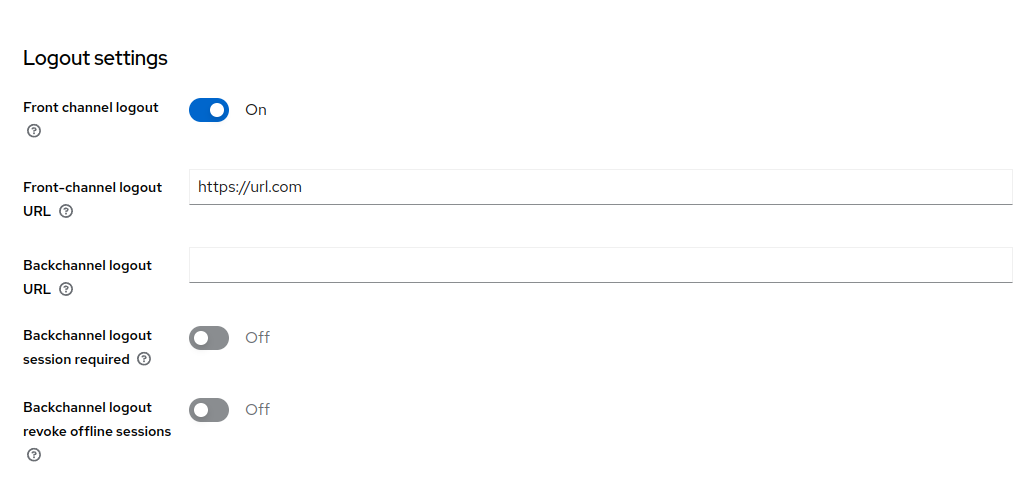 Logout settings
Front channel logout
On
Front-channel logout
URL
https://url.com
Backchannel logout
URL
Backchannel logout
session required
Off
Backchannel logout
revoke offline sessions
Off